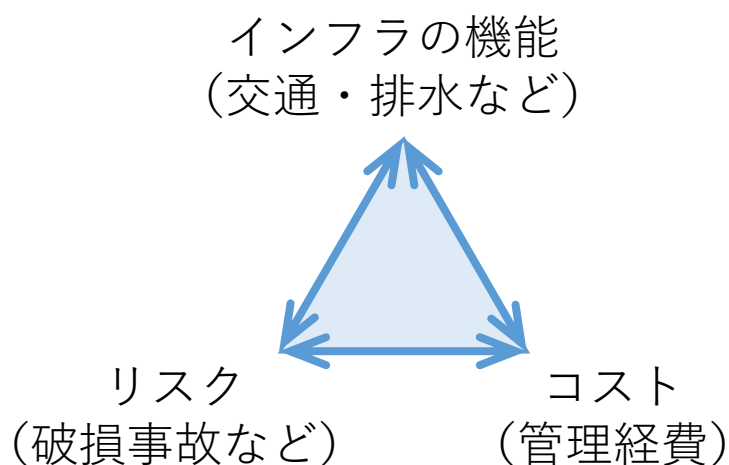 インフラの機能
（交通・排水など）
リスク
（破損事故など）
コスト
（管理経費）